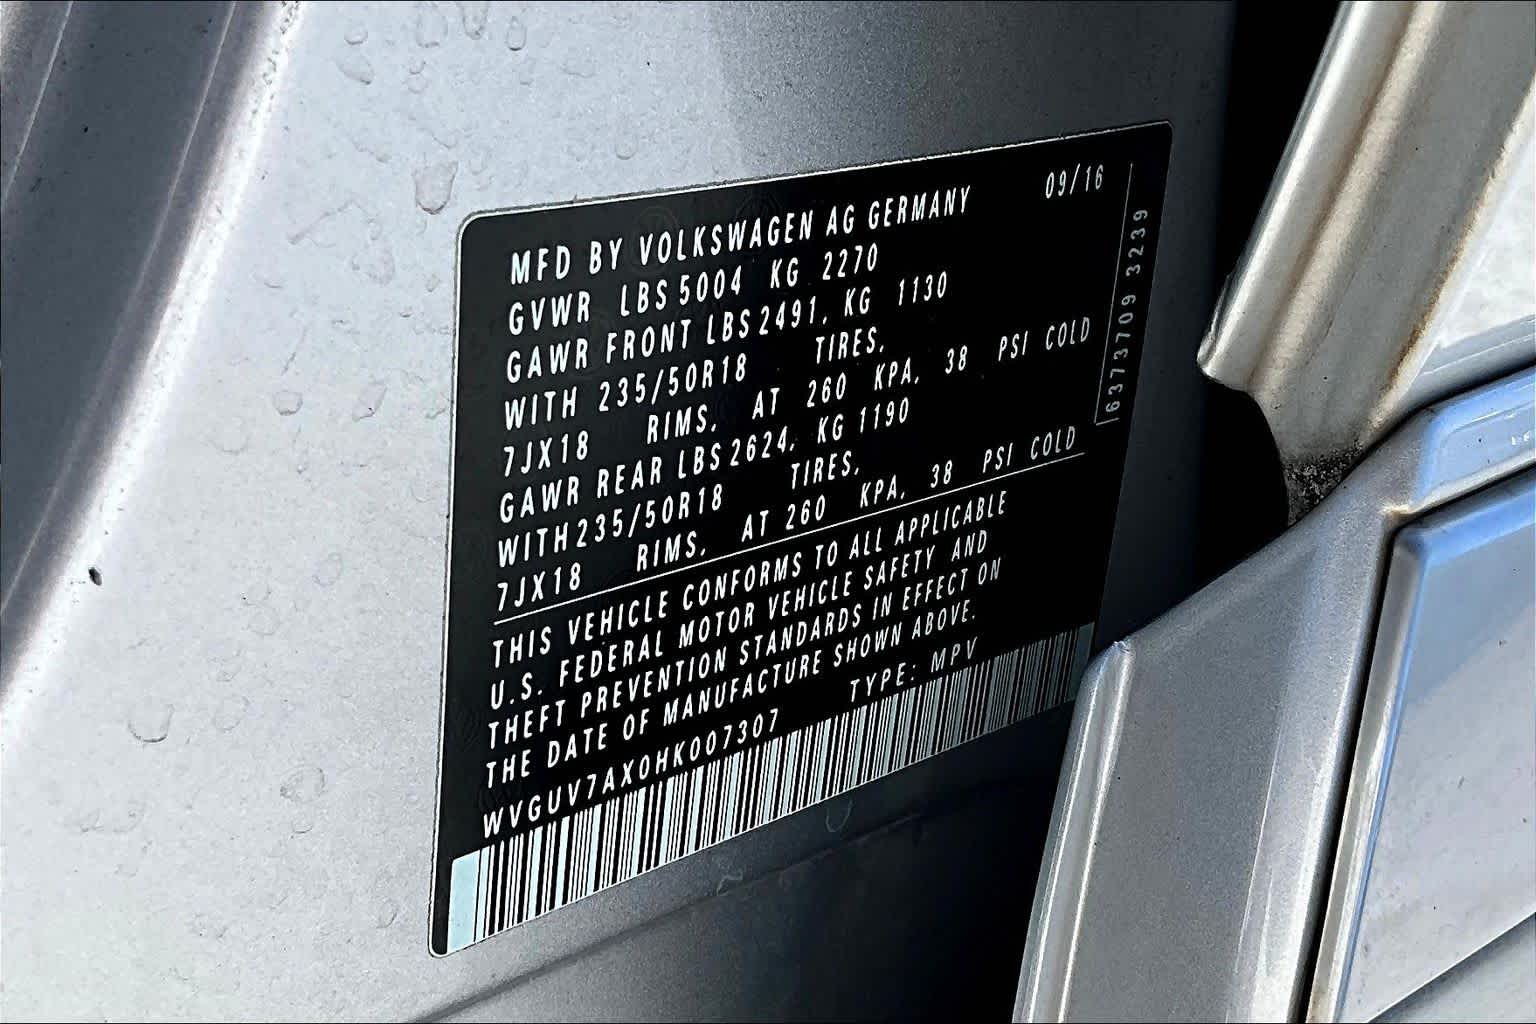 MFD BY VOLKSWAGEN AG GERMANY 09/16
GVWR LBS 5004 KG 2270
GAWR FRONT LBS 2491, KG 1130
WITH 235/50R18 TIRES,
7JX18 RIMS, AT 260 KPA, 38 PSI COLD
GAWR REAR LBS 2624, KG 1190
WITH 235/50R18 TIRES,
7JX18 RIMS, AT 260 KPA, 38 PSI COLD
THIS VEHICLE CONFORMS TO ALL APPLICABLE
U.S. FEDERAL MOTOR VEHICLE SAFETY AND
THEFT PREVENTION STANDARDS IN EFFECT ON
THE DATE OF MANUFACTURE SHOWN ABOVE.
WVGUV7AX0HK007307 TYPE: MPV
6373709 3239